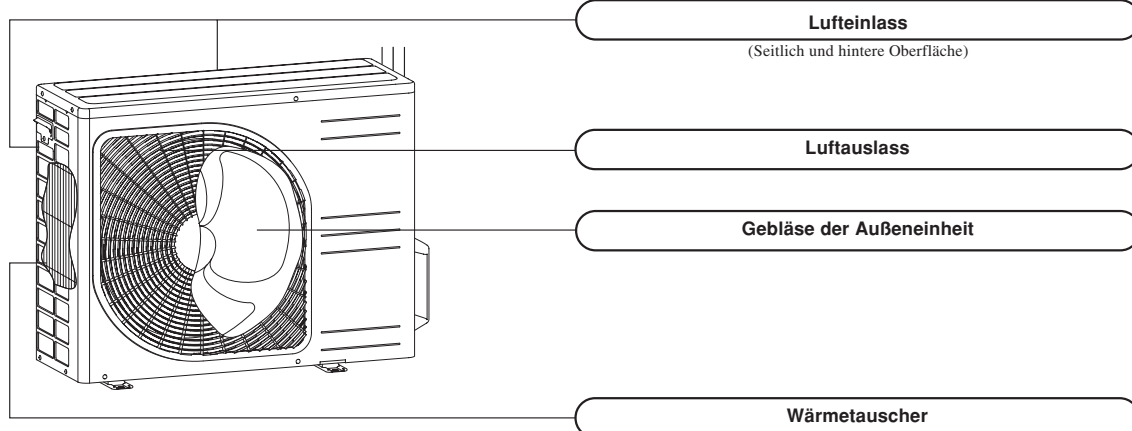 Lufteinlass
(Seitlich und hintere Oberfläche)
Luftauslass
Gebläse der Außeneinheit
Wärmetauscher